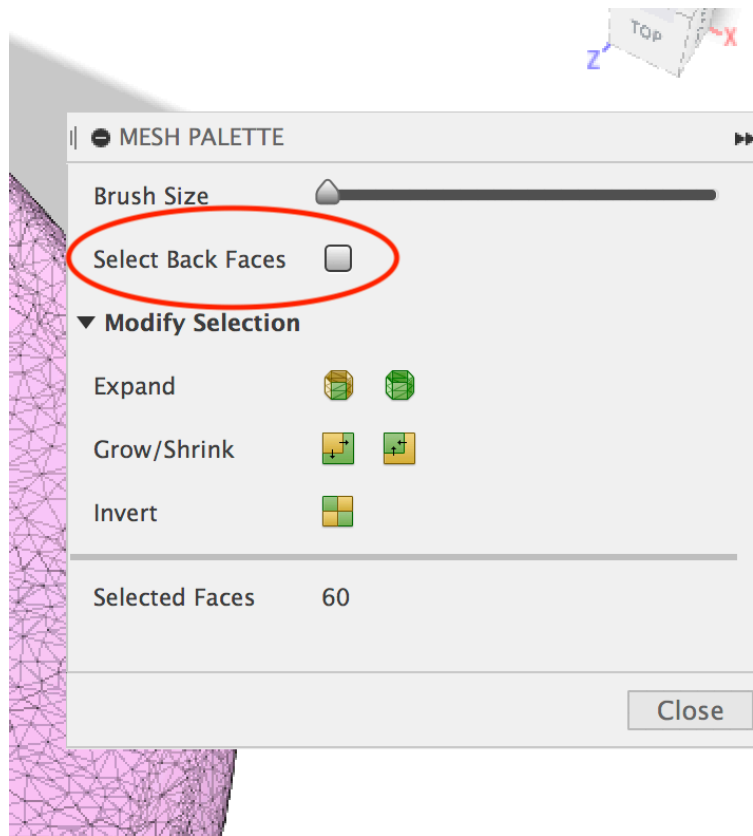 TOP
X
Z
MESH PALETTE
Brush Size
Select Back Faces
Modify Selection
Expand
Grow/Shrink
Invert
Selected Faces 60
Close